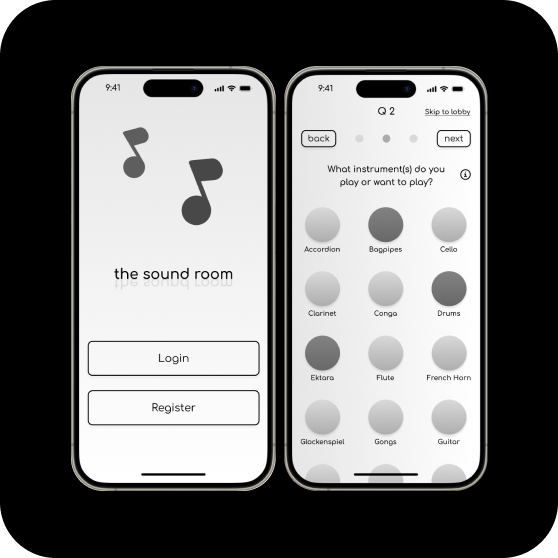 9:41
the sound room
Login
Register
9:41
Q 2
Skip to lobby
back
next
What instrument(s) do you
play or want to play?
i
Accordion
Bagpipes
Cello
Clarinet
Conga
Drums
Ektara
Flute
French Horn
Glockenspiel
Gongs
Guitar